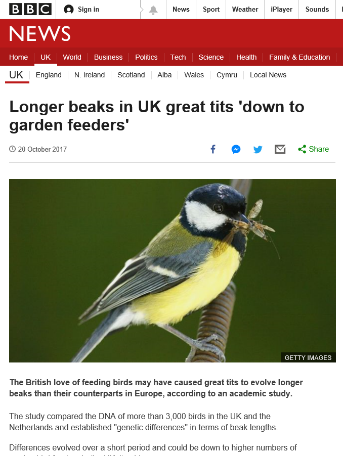 BBC Sign in News Sport Weather iPlayer Sounds
NEWS
Home UK World Business Politics Tech Science Health Family & Education
UK England N. Ireland Scotland Alba Wales Cymru Local News
Longer beaks in UK great tits 'down to
garden feeders'
20 October 2017 Share
GETTY IMAGES
The British love of feeding birds may have caused great tits to evolve longer
beaks than their counterparts in Europe, according to an academic study.
The study compared the DNA of more than 3,000 birds in the UK and the
Netherlands and established "genetic differences" in terms of beak lengths
Differences evolved over a short period and could be down to higher numbers of